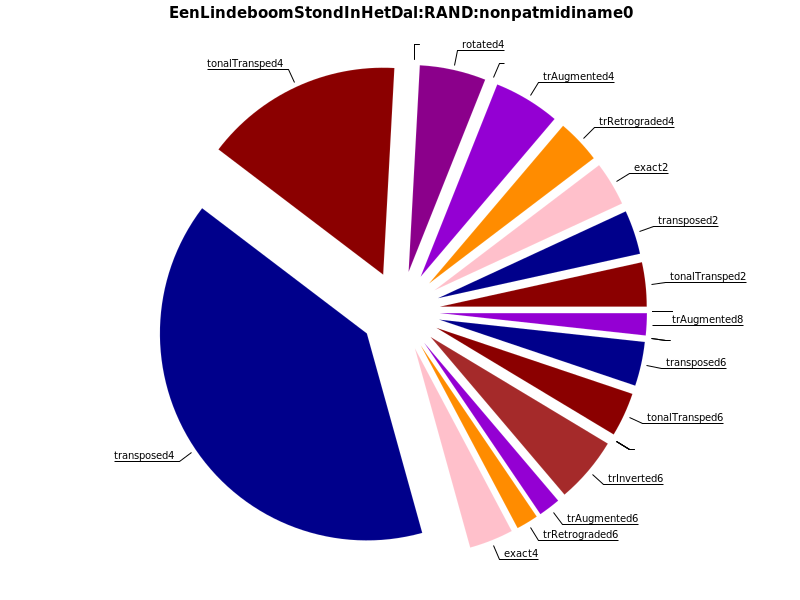 EenLindeboomStondInHetDal:RAND:nonpatmidiname0
rotated4
tonalTransped4
trAugmented4
trRetrograded4
exact2
transposed2
tonalTransped2
trAugmented8
transposed6
tonalTransped6
transposed4
trInverted6
trAugmented6
trRetrograded6
exact4